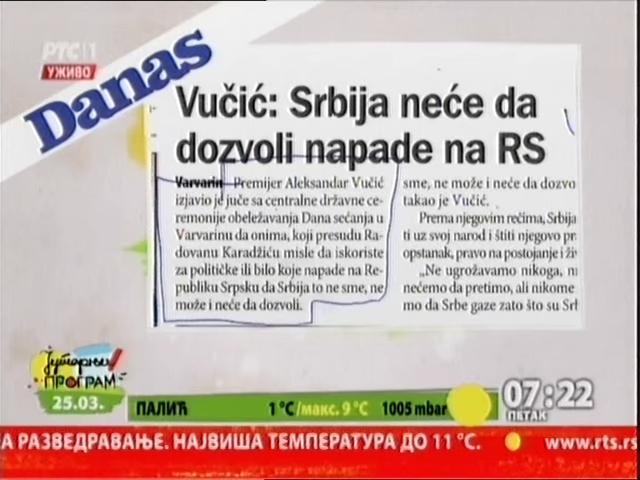 РТС 1
УЖИВО
Danas
Vučić: Srbija neće da
dozvoli napade na RS
Varvarin Premijer Aleksandar Vučić
izjavio je juče sa centralne državne ce-
remonije obeležavanja Dana sećanja u
Varvarinu da onima, koji presudu Ra-
dovanu Karadžiću misle da iskoriste
za političke ili bilo koje napade na Re-
publiku Srpsku da Srbija to ne sme, ne
može i neće da dozvoli.
sme, ne može i neće da dozvo
takao je Vučić.
Prema njegovim rečima, Srbija
ti uz svoj narod i štiti njegovo pr
opstanak, pravo na postojanje i ži
„Ne ugrožavamo nikoga, n
nećemo da pretimo, ali nikome
mo da Srbe gaze zato što su Srl
Јутарњи
ПРОГРАМ
25.03.
ПАЛИЋ 1 °C/макс. 9 °C 1005 mbar
07:22
ПЕТАК
А РАЗВЕДРАВАЊЕ. НАЈВИША ТЕМПЕРАТУРА ДО 11 °C. www.rts.rs